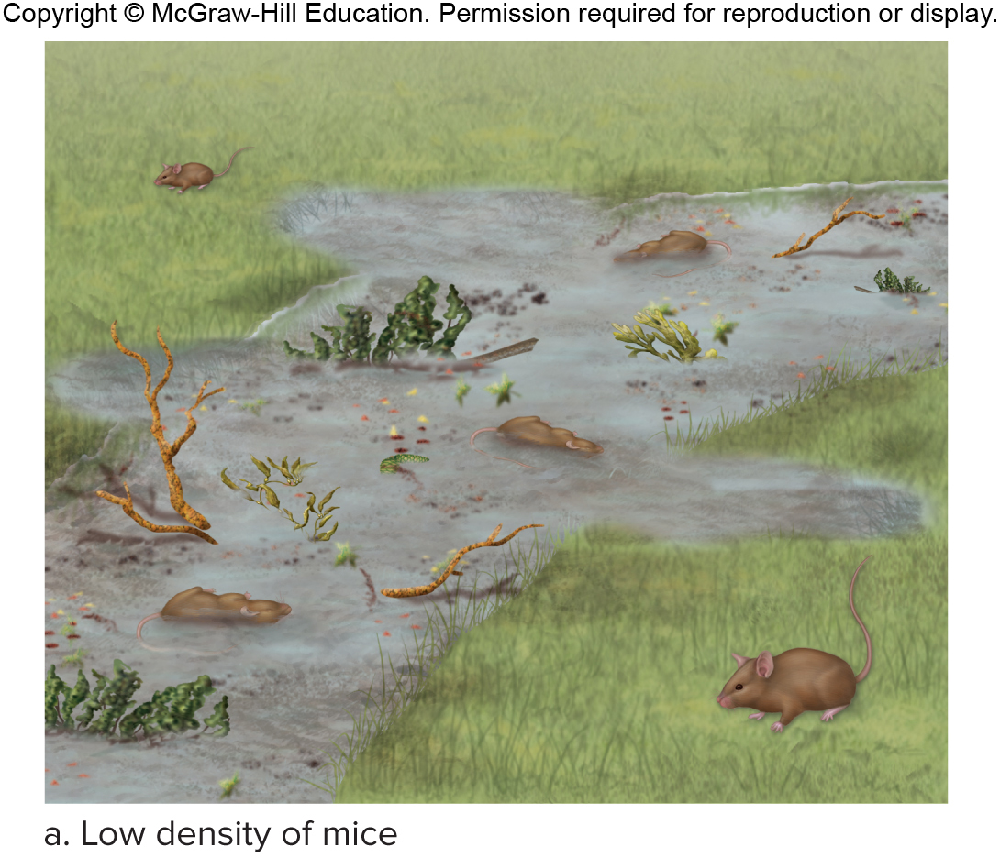 Copyright © McGraw-Hill Education. Permission required for reproduction or display.
a. Low density of mice